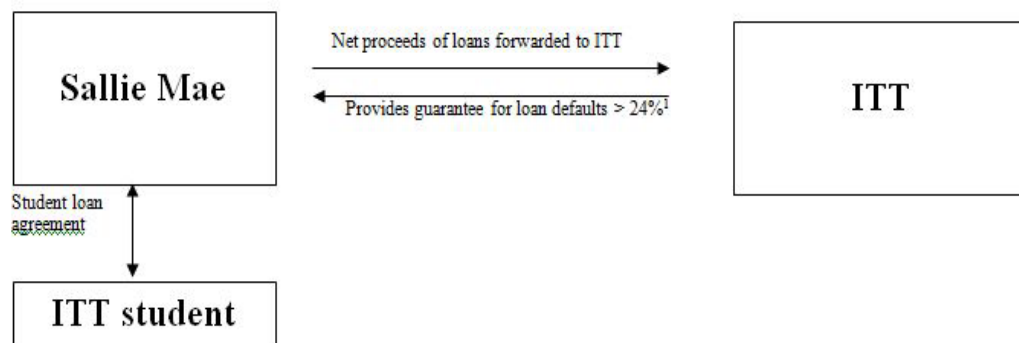 Net proceeds of loans forwarded to ITT
Sallie Mae
ITT
Provides guarantee for loan defaults > 24%¹
Student loan
agreement
ITT student